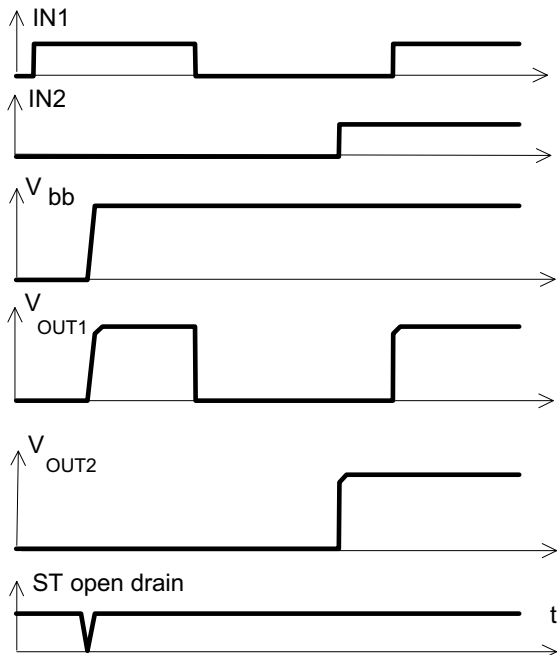 IN1
IN2
V bb
V OUT1
V OUT2
ST open drain
t